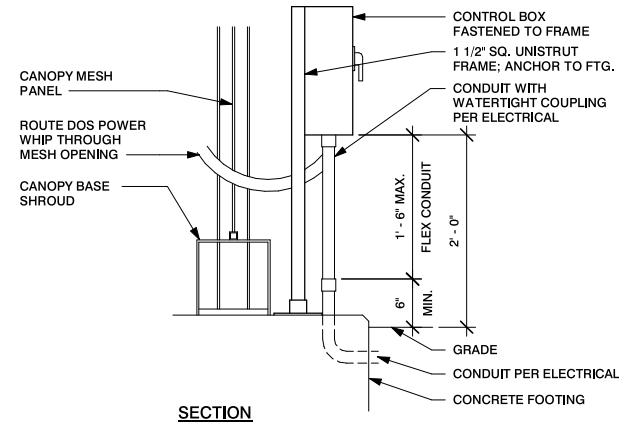 CONTROL BOX
FASTENED TO FRAME
1 1/2" SQ. UNISTRUT
FRAME; ANCHOR TO FTG.
CONDUIT WITH
WATERTIGHT COUPLING
PER ELECTRICAL
CANOPY MESH
PANEL
ROUTE DOS POWER
WHIP THROUGH
MESH OPENING
CANOPY BASE
SHROUD
1' - 6" MAX.
FLEX CONDUIT
2' - 0"
6"
MIN.
GRADE
CONDUIT PER ELECTRICAL
CONCRETE FOOTING
SECTION